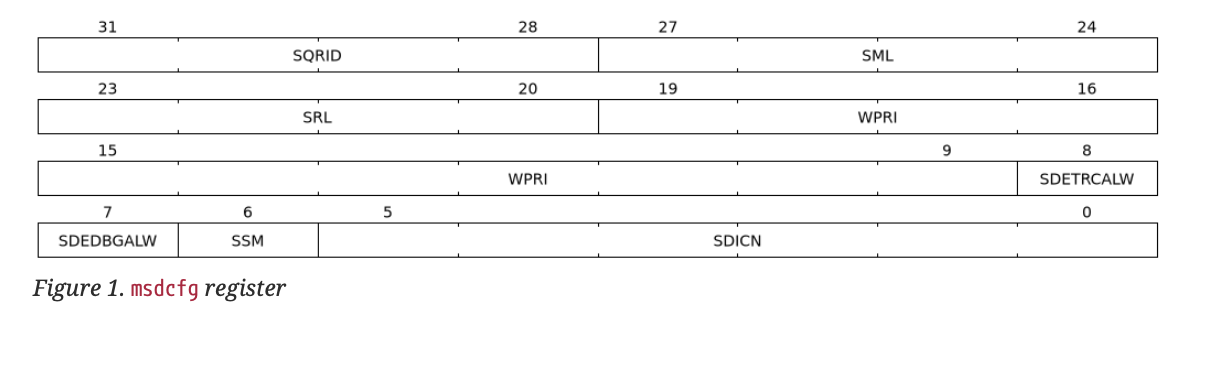 31 28 27 24
SQRID SML
23 20 19 16
SRL WPRI
15 9 8
WPRI SDETRCALW
7 6 5 0
SDEDBGALW SSM SDICN
Figure 1. msdcfg register